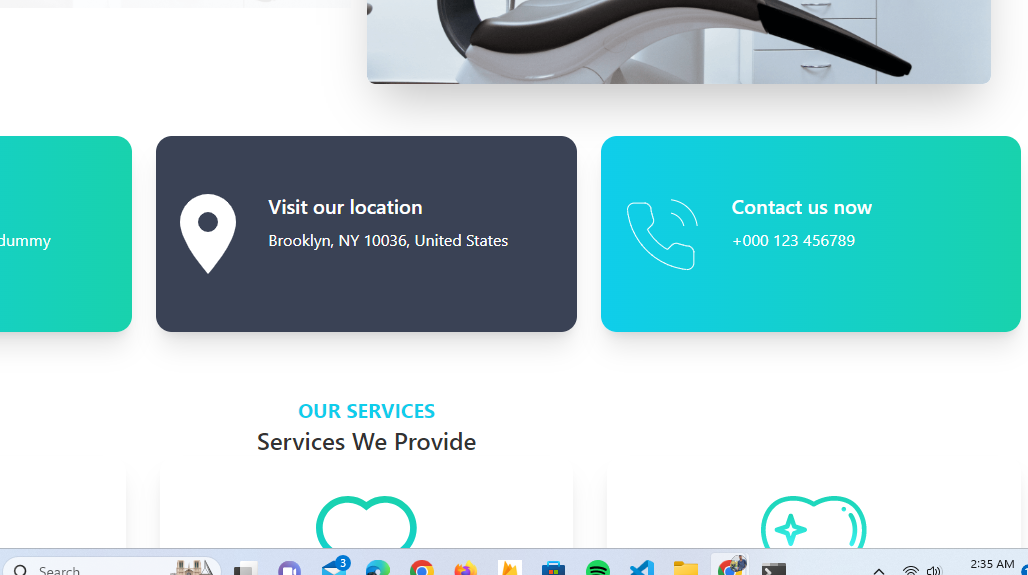 Visit our location
Brooklyn, NY 10036, United States
Contact us now
+000 123 456789
dummy
OUR SERVICES
Services We Provide
3
Search
2:35 AM